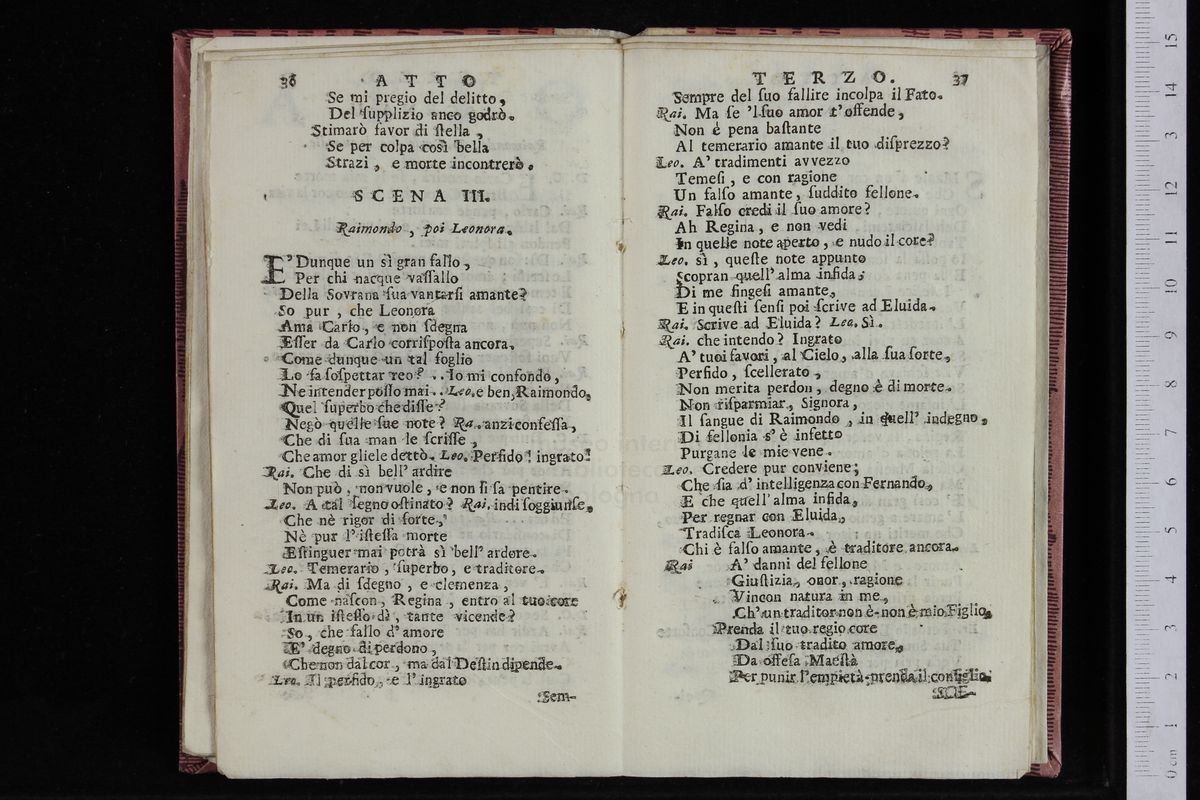 36 ATTO
Se mi pregio del delitto,
Del ſupplizio anco godrò.
Stimarò favor di ſtella,
Se per colpa così bella
Strazi, e morte incontrerò.
SCENA III.
Raimondo, poi Leonora.
E' Dunque un sì gran fallo,
Per chi nacque vaſſallo
Della Sovrana ſua vantarſi amante?
So pur, che Leonora
Ama Carlo, e non ſdegna
Eſſer da Carlo corriſpoſta ancora.
Come dunque un tal foglio
Lo fa ſoſpettar reo? .. Io mi confondo,
Ne intender poſſo mai.. Leo. e ben, Raimondo,
Quel ſuperbo che diſſe?
Negò quelle ſue note? Ra. anzi confeſſa,
Che di ſua man le ſcriſſe,
Che amor gliele dettò. Leo. Perfido! ingrato!
Rai. Che di sì bell' ardire
Non può, non vuole, e non ſi ſa pentire.
Leo. A tal ſegno oſtinato? Rai. indi ſoggiunſe,
Che nè rigor di ſorte,
Nè pur l' iſteſſa morte
Eſtinguer mai potrà sì bell' ardore.
Leo. Temerario, ſuperbo, e traditore.
Rai. Ma di ſdegno, e clemenza,
Come naſcon, Regina, entro al tuo core
In un iſteſſo dì, tante vicende?
So, che fallo d' amore
E' degno di perdono,
Che non dal cor, ma dal Deſtin dipende.
Leo. Il perfido, e l' ingrato
Sem-
TERZO. 37
Sempre del ſuo fallire incolpa il Fato.
Rai. Ma ſe 'l ſuo amor t' offende,
Non è pena baſtante
Al temerario amante il tuo diſprezzo?
Leo. A' tradimenti avvezzo
Temeſi, e con ragione
Un falſo amante, ſuddito fellone.
Rai. Falſo credi il ſuo amore?
Ah Regina, e non vedi
In quelle note aperto, e nudo il core?
Leo. sì, queſte note appunto
Scopran quell' alma infida;
Di me fingeſi amante,
E in queſti ſenſi poi ſcrive ad Eluida.
Rai. Scrive ad Eluida? Leo. Sì.
Rai. che intendo? Ingrato
A' tuoi favori, al Cielo, alla ſua ſorte,
Perfido, ſcellerato,
Non merita perdon, degno è di morte.
Non riſparmiar, Signora,
Il ſangue di Raimondo, in quell' indegno,
Di fellonia s' è infetto
Purgane le mie vene.
Leo. Credere pur conviene;
Che ſia d' intelligenza con Fernando,
E che quell' alma infida,
Per regnar con Eluida,
Tradiſca Leonora.
Chi è falſo amante, è traditore ancora.
Rai A' danni del fellone
Giuſtizia, onor, ragione
Vincon natura in me,
Ch' un traditor non è non è mio Figlio,
Prenda il tuo regio core
Dal ſuo tradito amore,
Da offeſa Maeſtà
Per punir l' empietà prenda il conſiglio.
SCE-